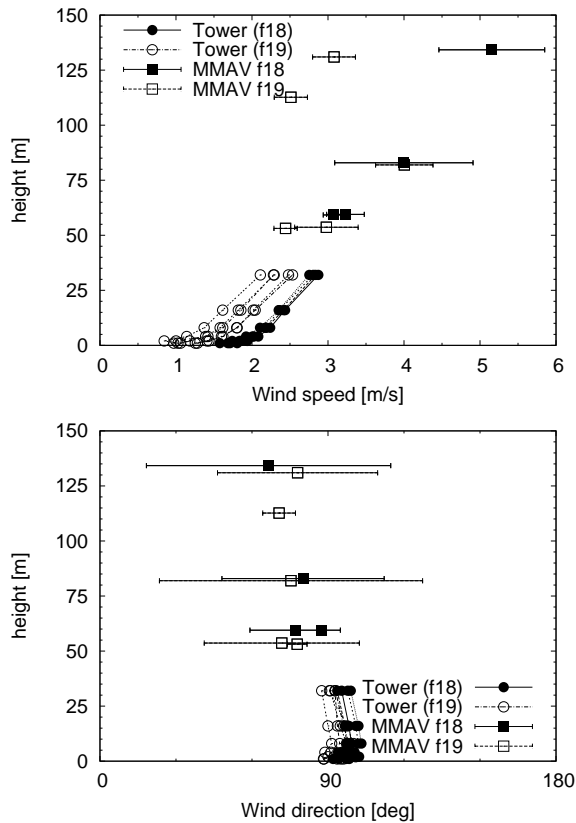 150
125
100
75
50
25
0
height [m]
Tower (f18)
Tower (f19)
MMAV f18
MMAV f19
0 1 2 3 4 5 6
Wind speed [m/s]
150
125
100
75
50
25
0
height [m]
Tower (f18)
Tower (f19)
MMAV f18
MMAV f19
0 90 180
Wind direction [deg]